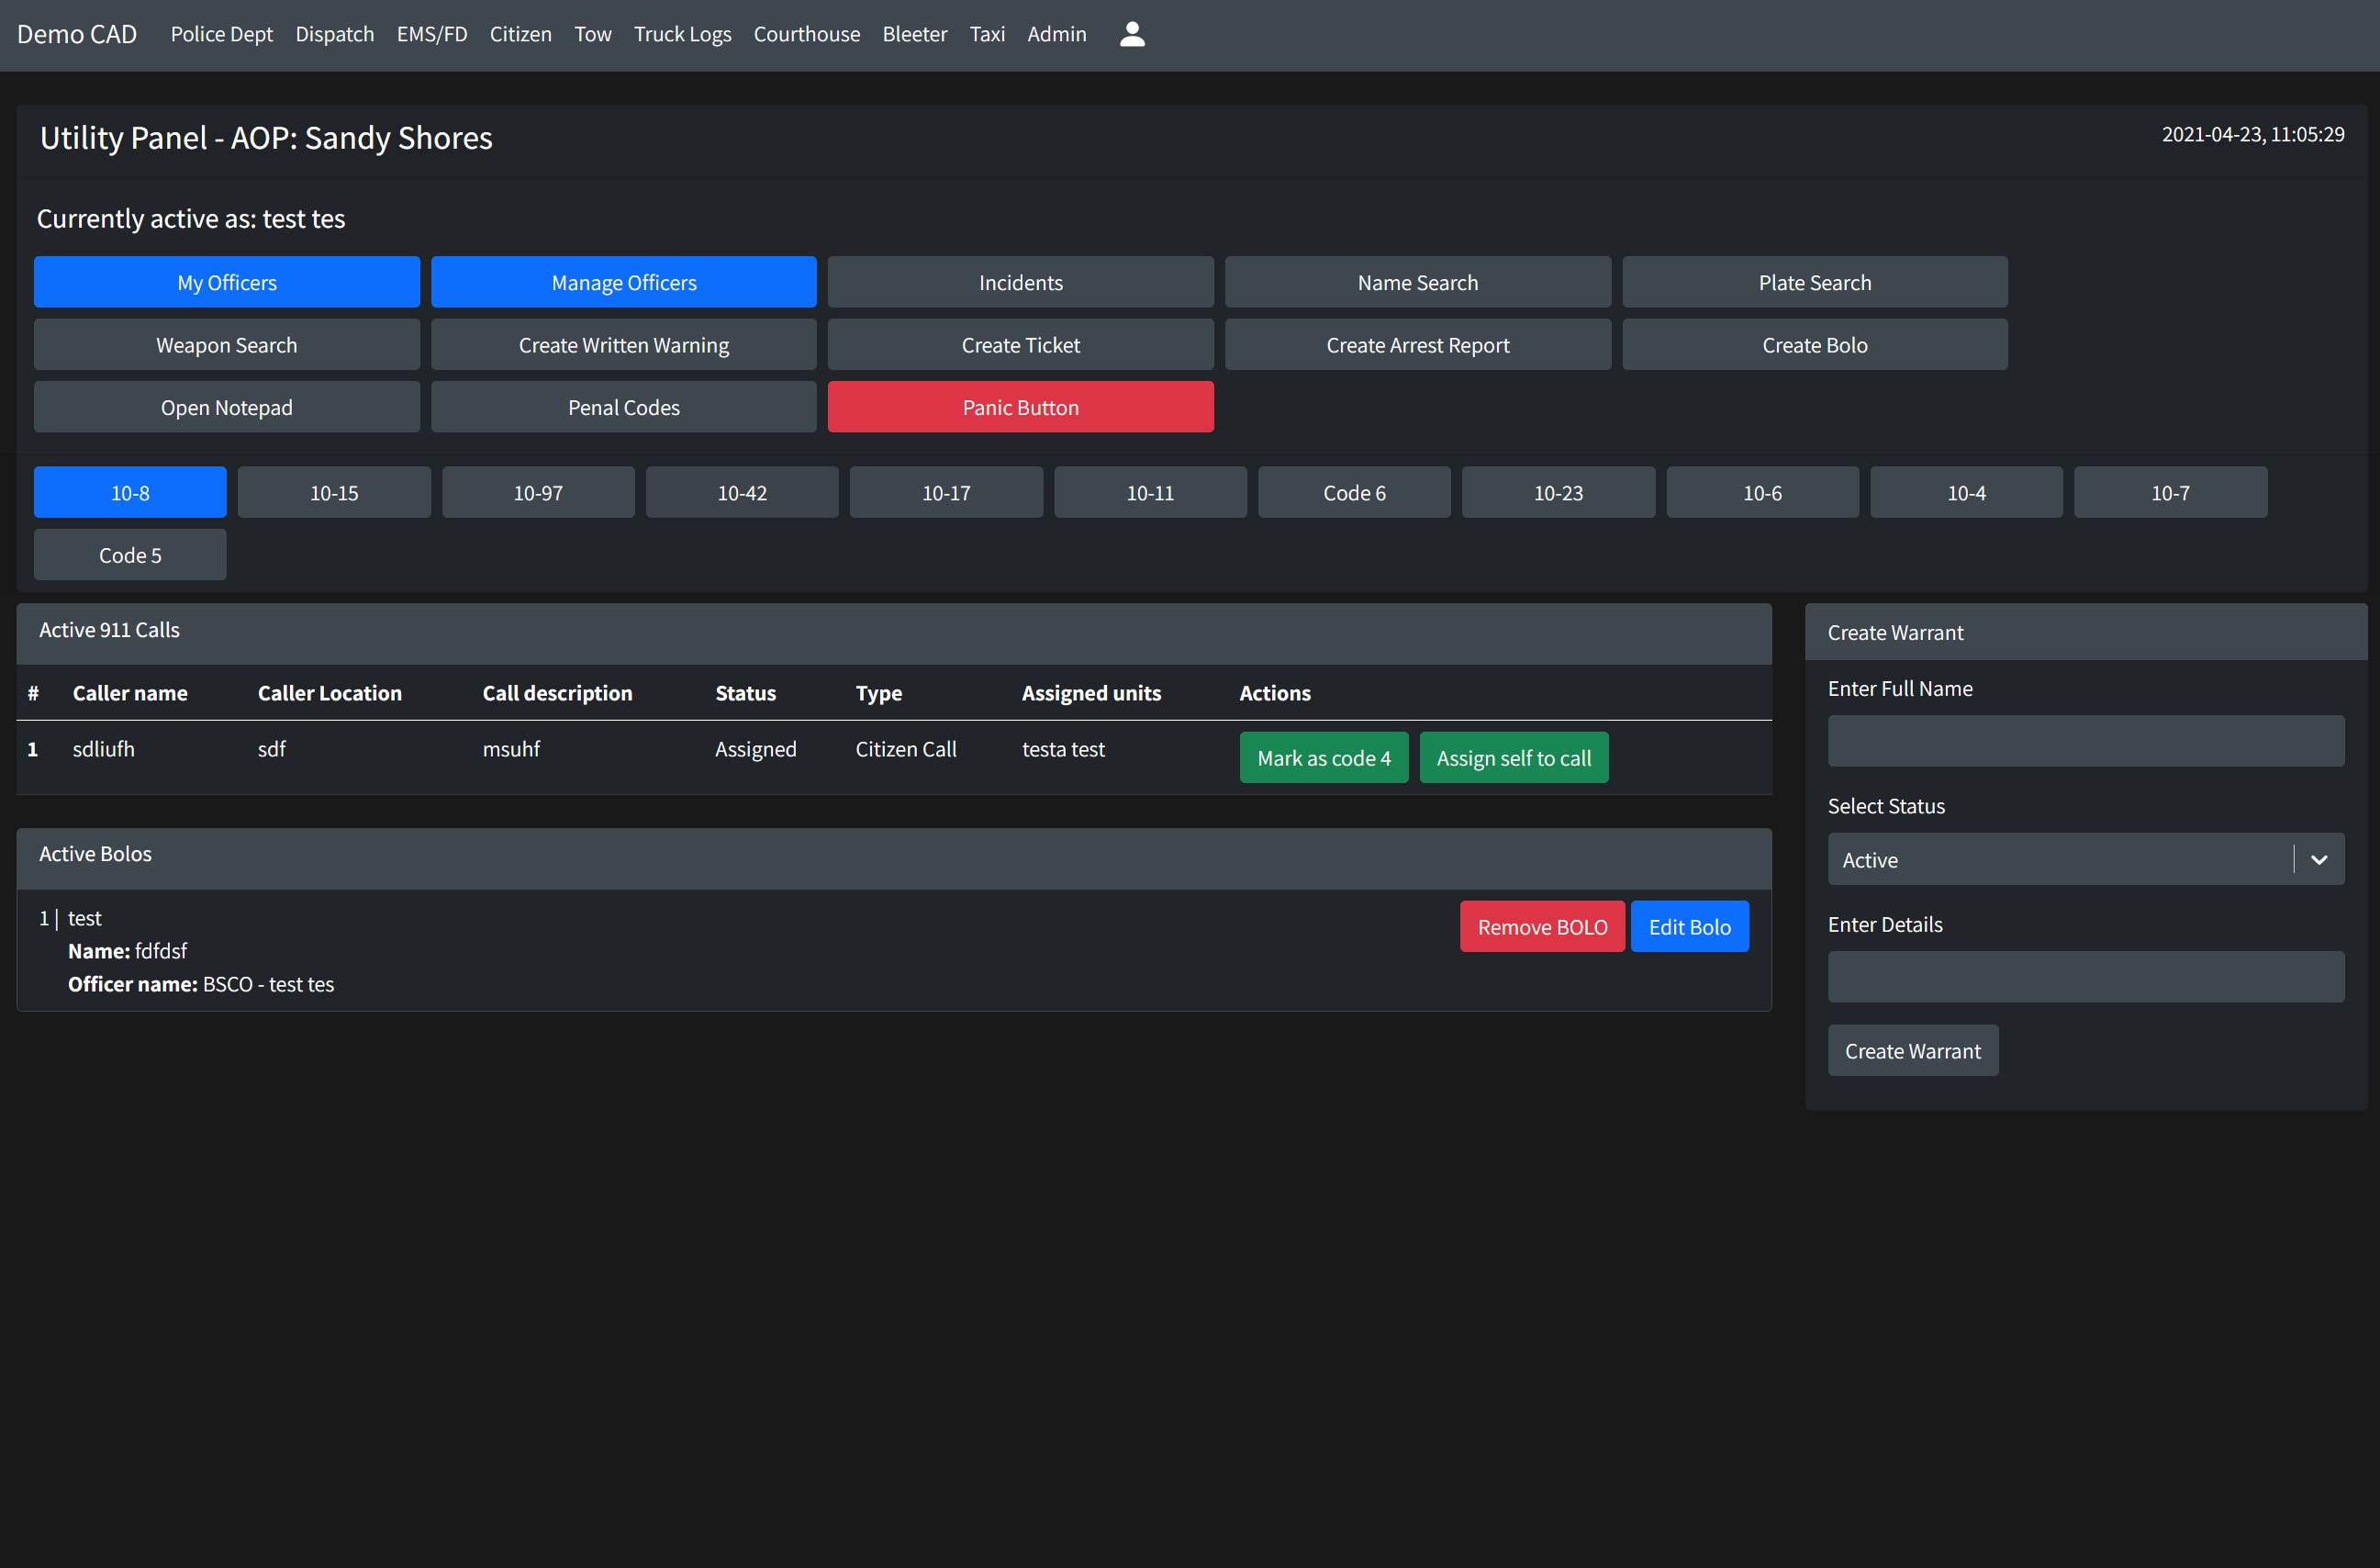 Demo CAD Police Dept Dispatch EMS/FD Citizen Tow Truck Logs Courthouse Bleeter Taxi Admin
Utility Panel - AOP: Sandy Shores 2021-04-23, 11:05:29
Currently active as: test tes
My Officers Manage Officers Incidents Name Search Plate Search
Weapon Search Create Written Warning Create Ticket Create Arrest Report Create Bolo
Open Notepad Penal Codes Panic Button
10-8 10-15 10-97 10-42 10-17 10-11 Code 6 10-23 10-6 10-4 10-7
Code 5
Active 911 Calls
# Caller name Caller Location Call description Status Type Assigned units Actions
1 sdliufh sdf msuhf Assigned Citizen Call testa test Mark as code 4 Assign self to call
Active Bolos
1 | test Remove BOLO Edit Bolo
Name: fdfdsf
Officer name: BSCO - test tes
Create Warrant
Enter Full Name
Select Status
Active
Enter Details
Create Warrant